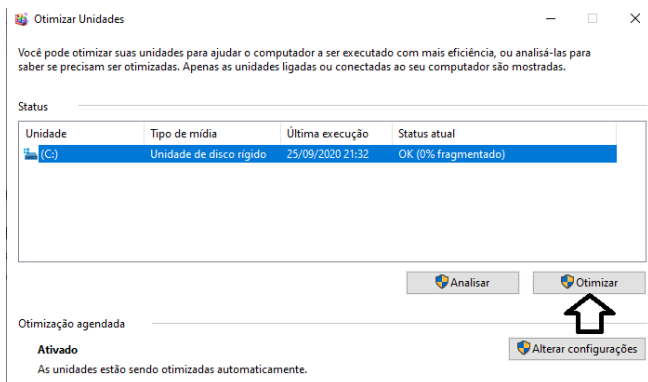 Otimizar Unidades
Você pode otimizar suas unidades para ajudar o computador a ser executado com mais eficiência, ou analisá-las para
saber se precisam ser otimizadas. Apenas as unidades ligadas ou conectadas ao seu computador são mostradas.
Status
Unidade Tipo de mídia Última execução Status atual
(C:) Unidade de disco rígido 25/09/2020 21:32 OK (0% fragmentado)
Analisar Otimizar
Otimização agendada
Ativado Alterar configurações
As unidades estão sendo otimizadas automaticamente.